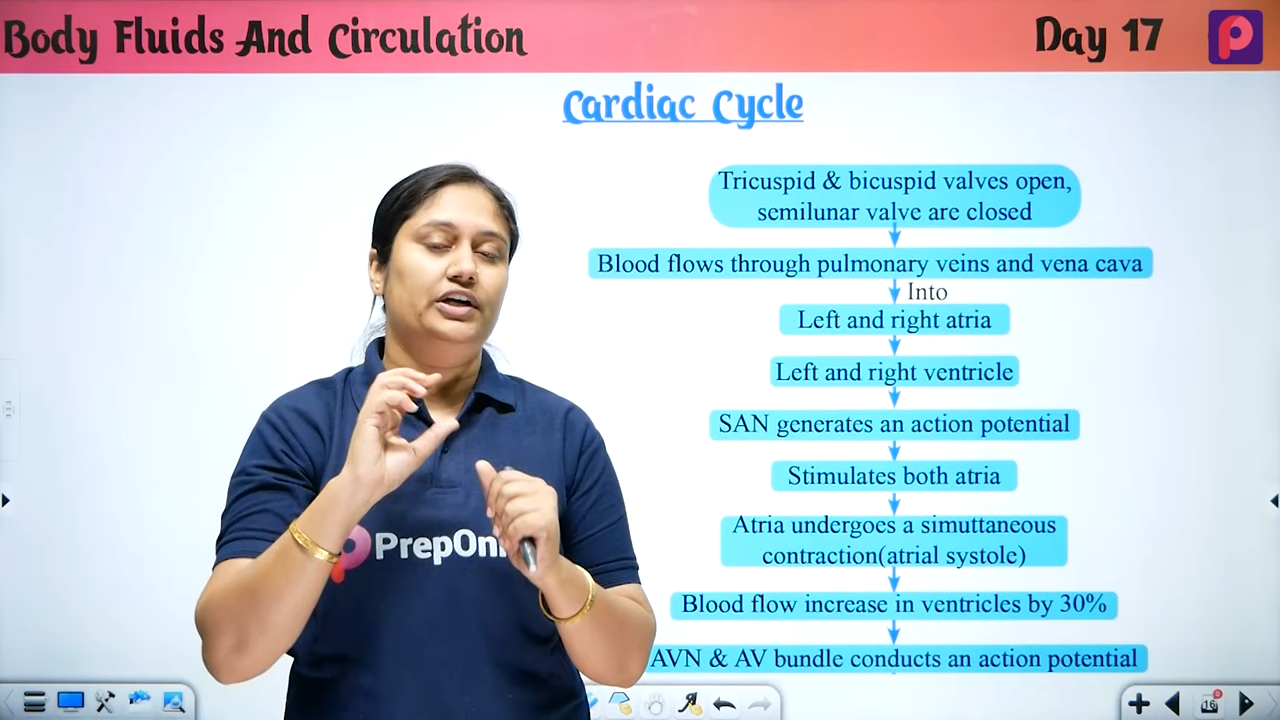 Body Fluids And Circulation
Day 17
Cardiac Cycle
Tricuspid & bicuspid valves open,
semilunar valve are closed
Blood flows through pulmonary veins and vena cava
Into
Left and right atria
Left and right ventricle
SAN generates an action potential
Stimulates both atria
Atria undergoes a simuttaneous
contraction(atrial systole)
Blood flow increase in ventricles by 30%
AVN & AV bundle conducts an action potential
16